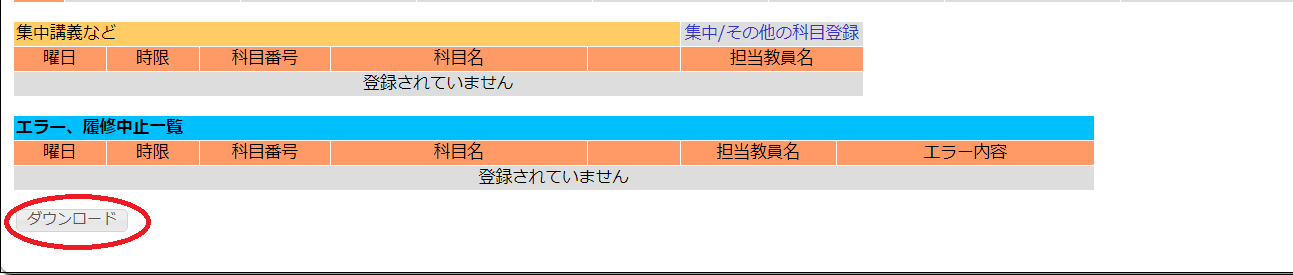 集中講義など 集中/その他の科目登録
曜日 時限 科目番号 科目名 担当教員名
登録されていません
エラー、履修中止一覧
曜日 時限 科目番号 科目名 担当教員名 エラー内容
登録されていません
ダウンロード